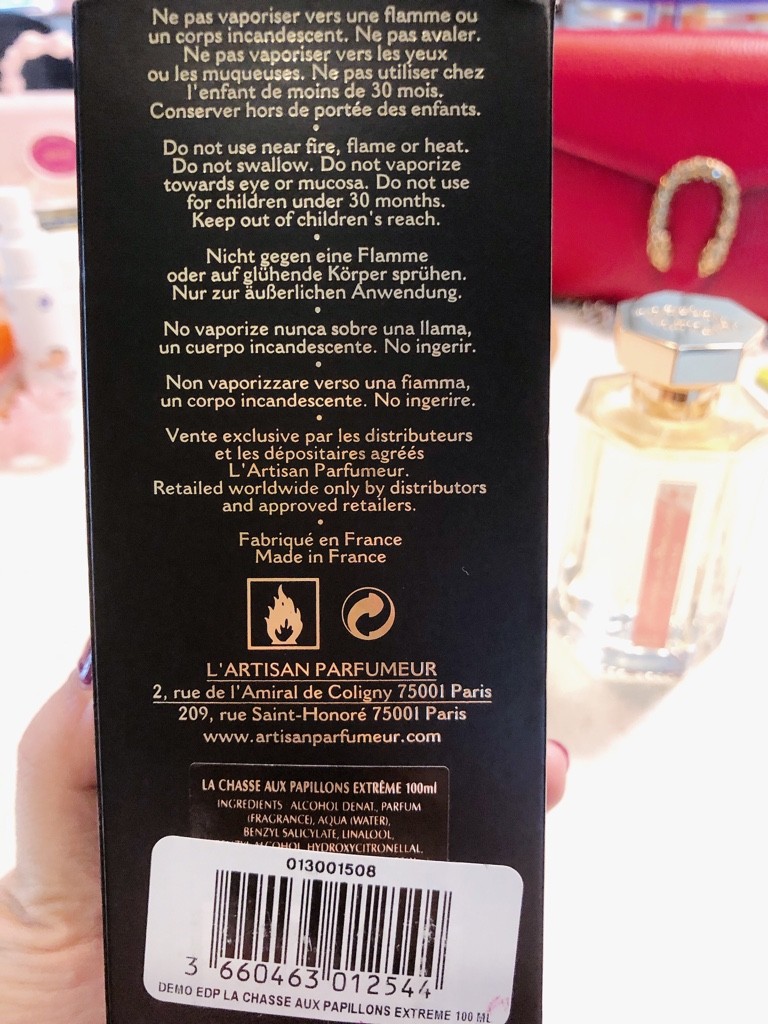 Ne pas vaporiser vers une flamme ou
un corps incandescent. Ne pas avaler.
Ne pas vaporiser vers les yeux
ou les muqueuses. Ne pas utiliser chez
l'enfant de moins de 30 mois.
Conserver hors de portée des enfants.
Do not use near fire, flame or heat.
Do not swallow. Do not vaporize
towards eye or mucosa. Do not use
for children under 30 months.
Keep out of children's reach.
Nicht gegen eine Flamme
oder auf glühende Körper sprühen.
Nur zur äußerlichen Anwendung.
No vaporize nunca sobre una llama,
un cuerpo incandescente. No ingerir.
Non vaporizzare verso una fiamma,
un corpo incandescente. No ingerire.
Vente exclusive par les distributeurs
et les dépositaires agréés
L'Artisan Parfumeur.
Retailed worldwide only by distributors
and approved retailers.
Fabriqué en France
Made in France
L'ARTISAN PARFUMEUR
2, rue de l'Amiral de Coligny 75001 Paris
209, rue Saint-Honoré 75001 Paris
www.artisanparfumeur.com
LA CHASSE AUX PAPILLONS EXTRÊME 100ml
INGREDIENTS ALCOHOL DENAT., PARFUM
(FRAGRANCE), AQUA (WATER),
BENZYL SALICYLATE, LINALOOL,
ALCOHOL, HYDROXYCITRONELLAL,
013001508
3 660463 012544
DEMO EDP LA CHASSE AUX PAPILLONS EXTREME 100 ML